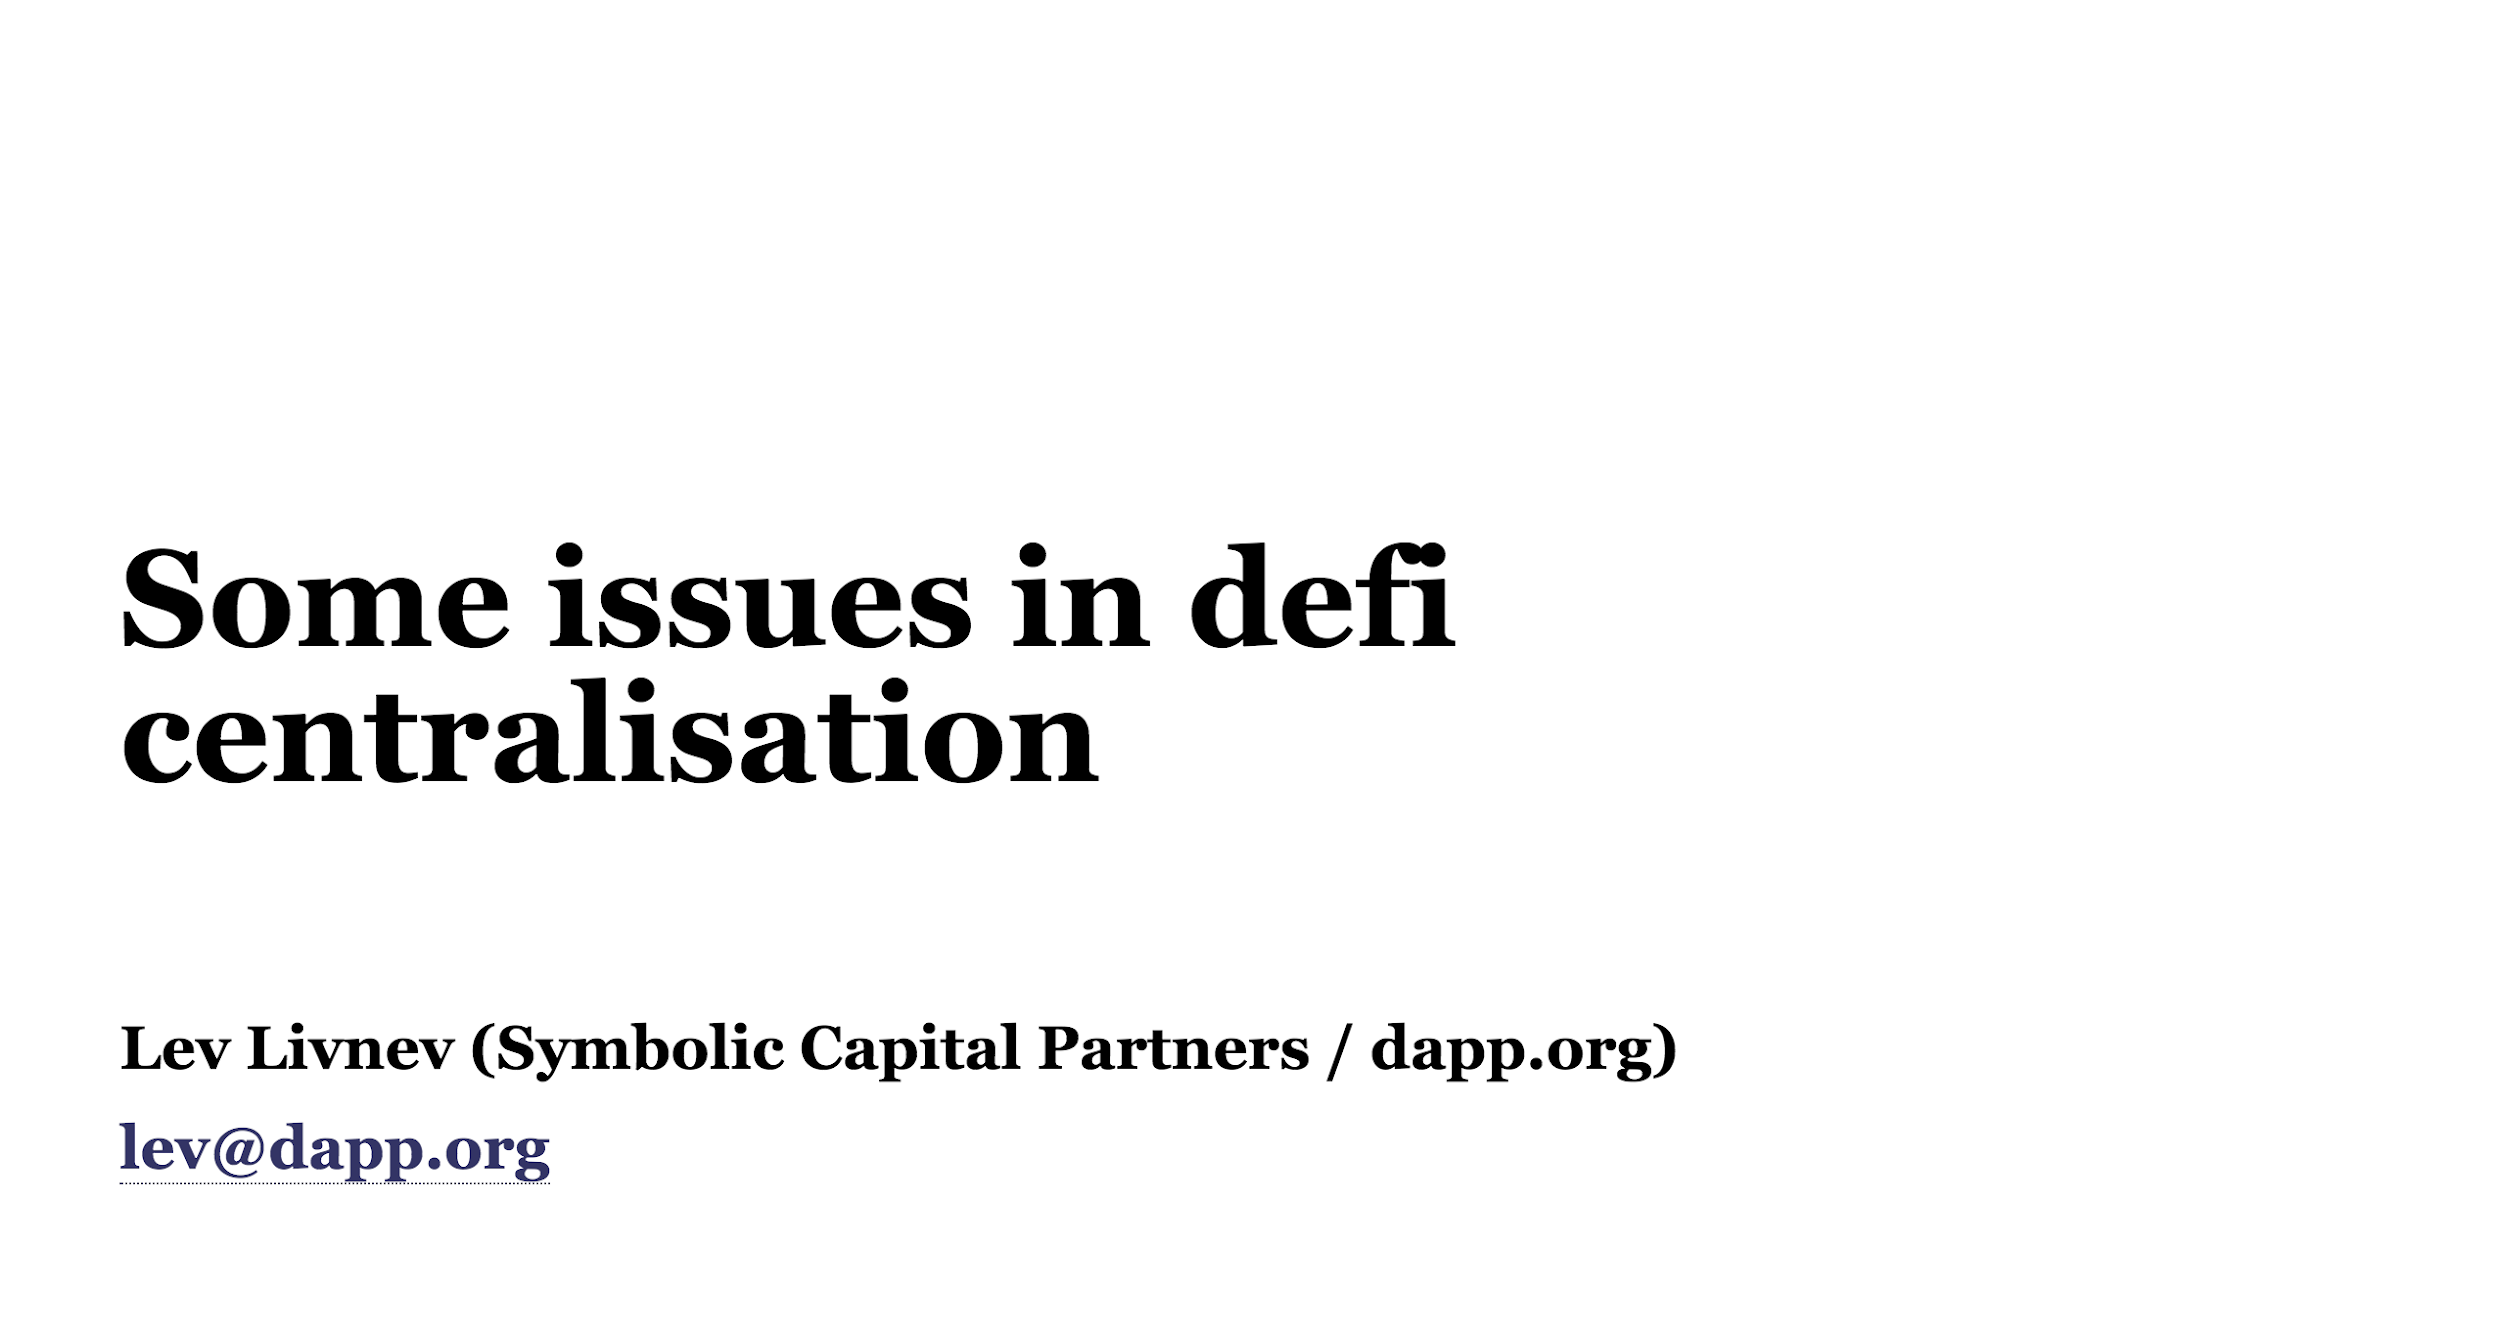 Some issues in defi
centralisation
Lev Livnev (Symbolic Capital Partners / dapp.org)
lev@dapp.org